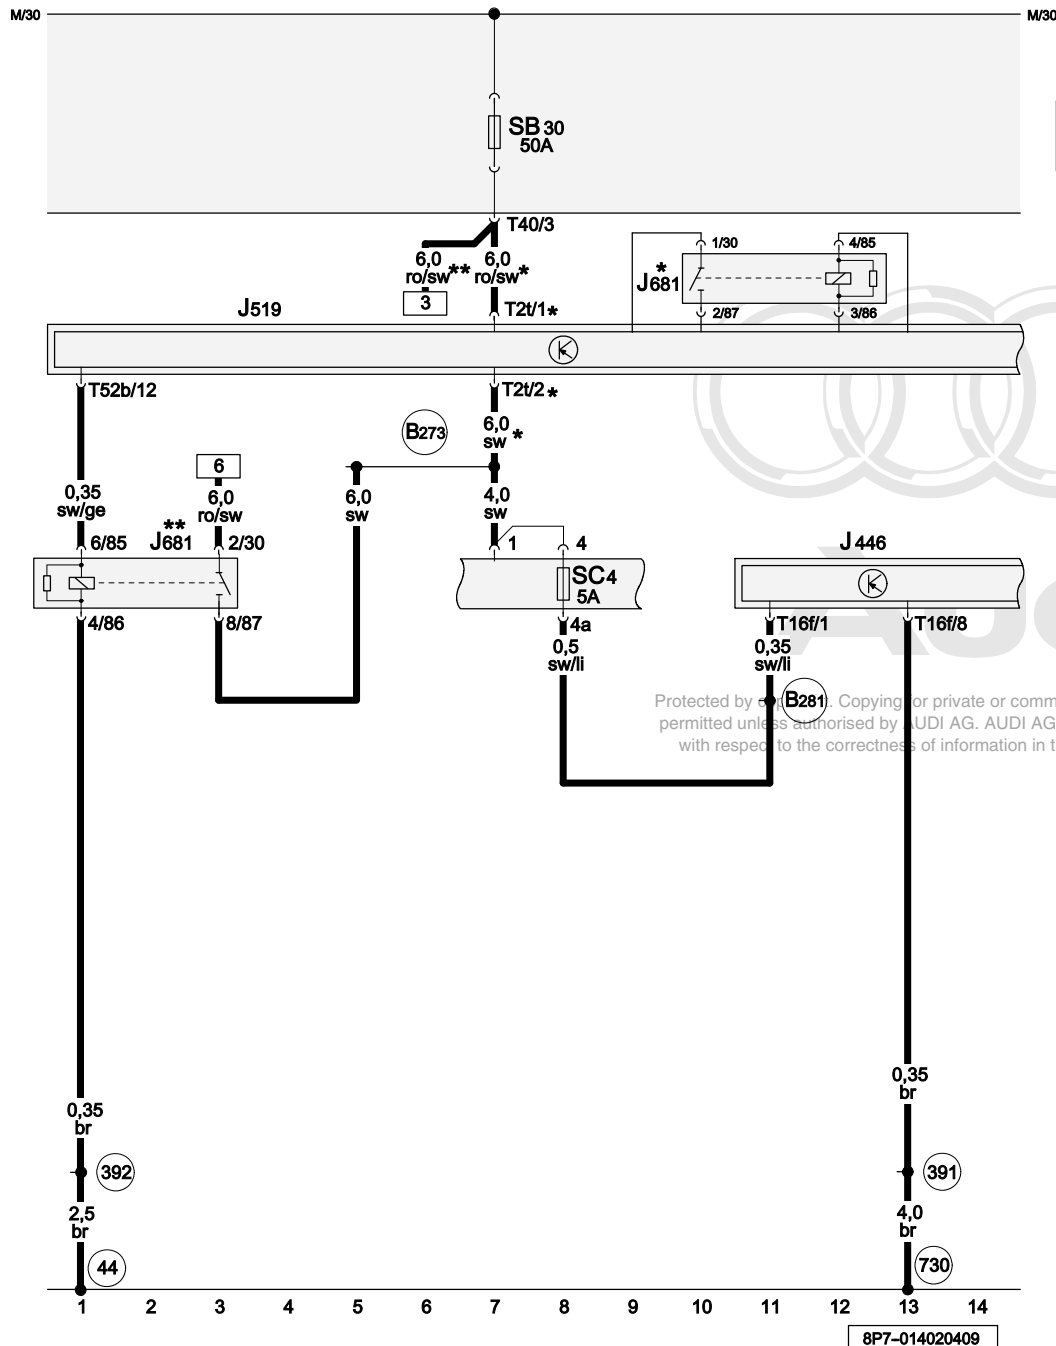 M/30
M/30
SB 30
50A
T40/3
6,0
ro/sw**
6,0
ro/sw*
3
T2t/1*
1/30
4/85
*
J681
2/87
3/86
J519
T52b/12
T2t/2*
B273
6,0
sw *
6
0,35
sw/ge
6,0
ro/sw
6,0
sw
4,0
sw
**
J681
6/85
2/30
1
4
J 446
SC4
5A
4/86
8/87
4a
T16f/1
T16f/8
0,5
sw/li
0,35
sw/li
Audi
B281
Protected by copyright. Copying for private or comm
permitted unless authorised by AUDI AG. AUDI AG
with respect to the correctness of information in t
0,35
br
0,35
br
392
391
2,5
br
4,0
br
44
730
1 2 3 4 5 6 7 8 9 10 11 12 13 14
8P7-014020409